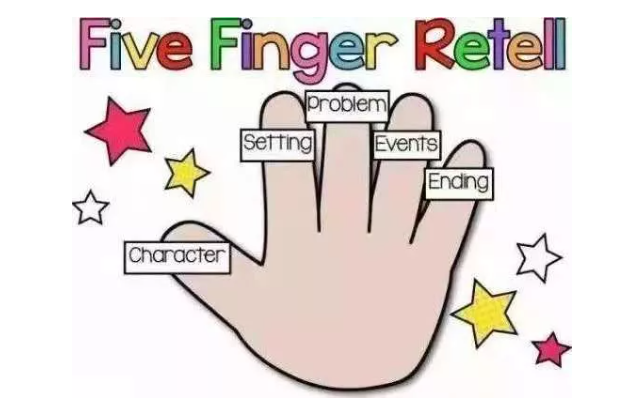 Five Finger Retell
Problem
Setting
Events
Ending
Character